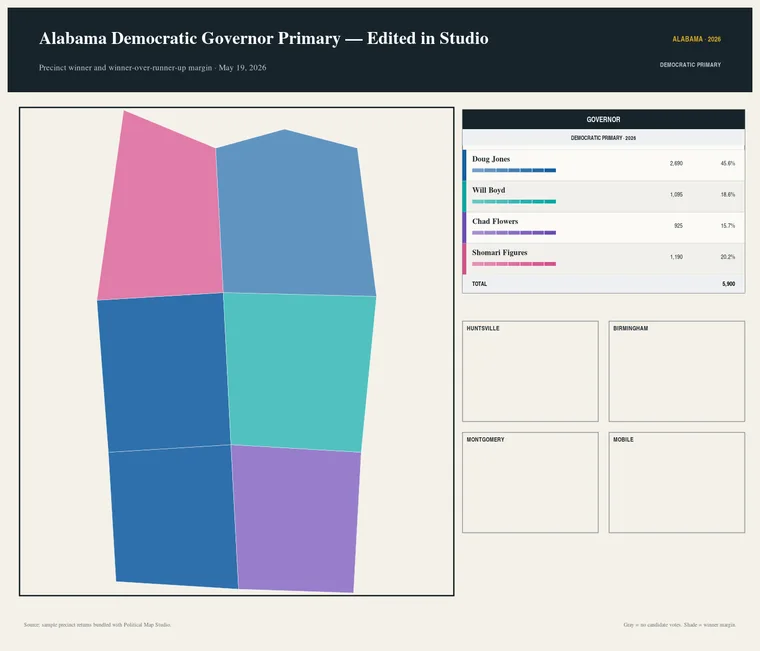 Alabama Democratic Governor Primary — Edited in Studio
ALABAMA · 2026
Precinct winner and winner-over-runner-up margin · May 19, 2026
DEMOCRATIC PRIMARY
GOVERNOR
DEMOCRATIC PRIMARY · 2026
Doug Jones 2,690 45.6%
Will Boyd 1,095 18.6%
Chad Flowers 925 15.7%
Shomari Figures 1,190 20.2%
TOTAL 5,900
HUNTSVILLE
BIRMINGHAM
MONTGOMERY
MOBILE
Source: sample precinct returns bundled with Political Map Studio.
Gray = no candidate votes Shade = winner margin